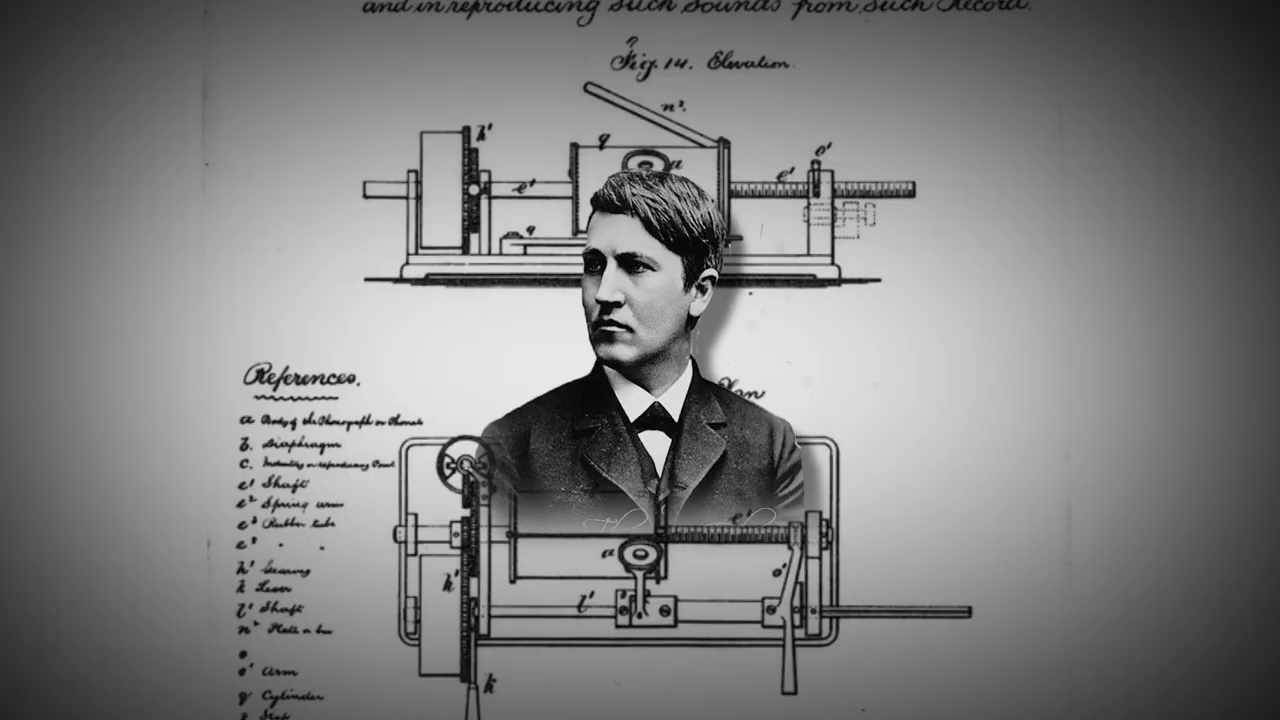 and in reproducing such sounds from such Record.
Fig. 14. Elevation.
n².
h'
q
a
o'
e'
e'
q
References.
a Body of the Phonograph or Phonet
b. Diaphragm
c. Indenting or reproducing Point
e' Shaft
e² Spring arm
e³ Rubber tube
h' Gearing
k Lever
l' Shaft
n² Plate or bar
o
o' Arm
q Cylinder
e'
a
o'
h'
l'
k